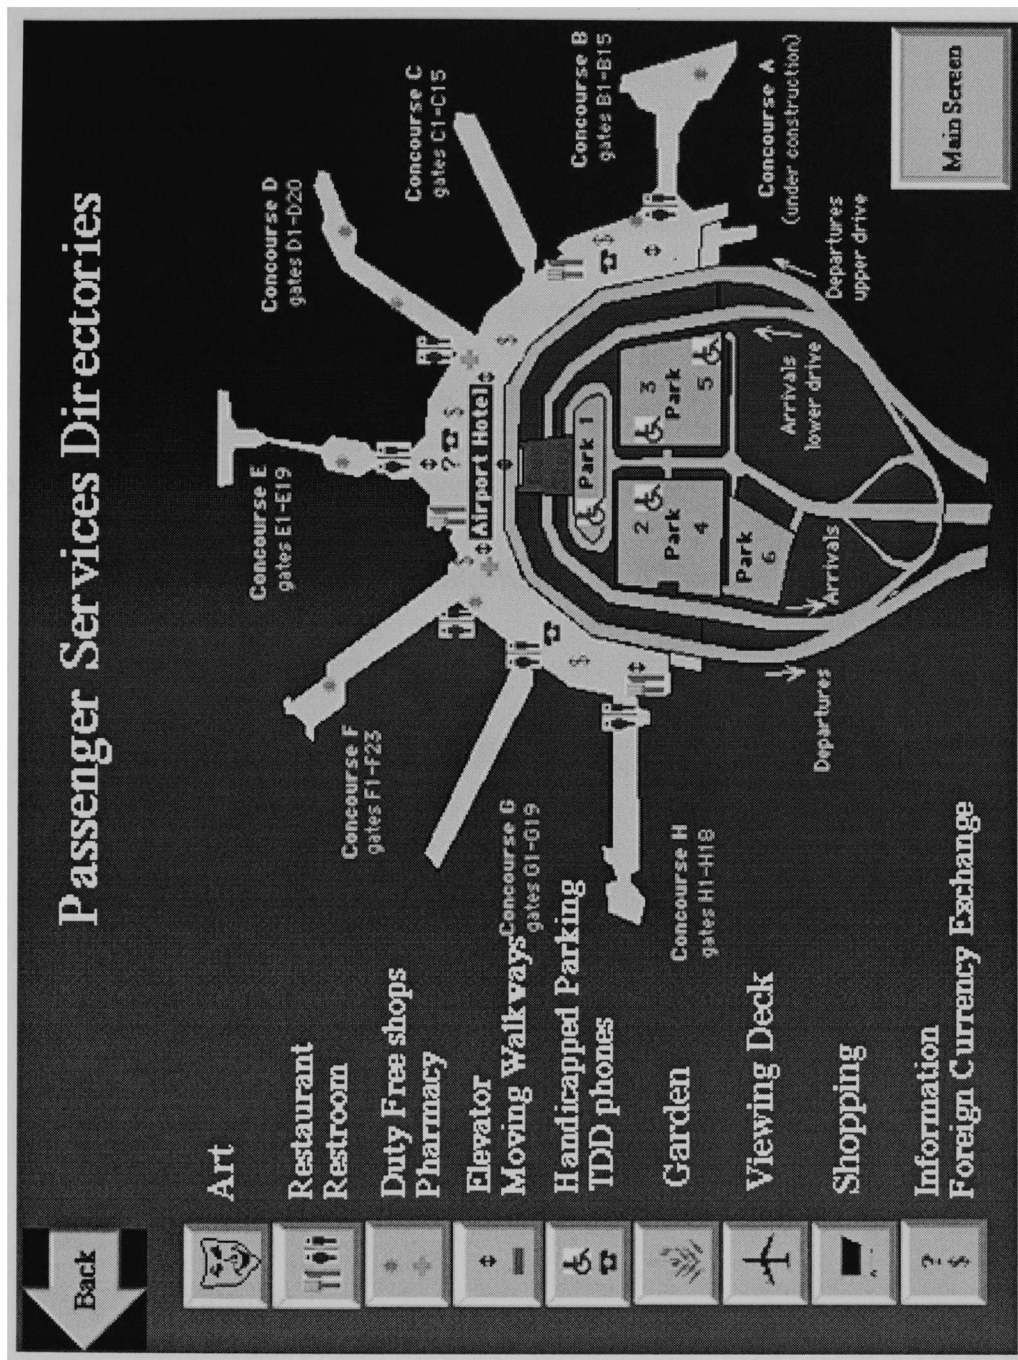 Passenger Services Directories
Back
Art
Restaurant
Restroom
Duty Free shops
Pharmacy
Elevator
Moving Walkways
Handicapped Parking
TDD phones
Garden
Viewing Deck
Shopping
Information
Foreign Currency Exchange
? $
Concourse H
gates H1-H18
Concourse G
gates G1-G19
Concourse F
gates F1-F23
Concourse E
gates E1-E19
Concourse D
gates D1-D20
Concourse C
gates C1-C15
Concourse B
gates B1-B15
Concourse A
(under construction)
Airport Hotel
Park 1
2
Park
4
3
Park
5
Park
6
Departures
Arrivals
Arrivals
lower drive
Departures
upper drive
Main Screen